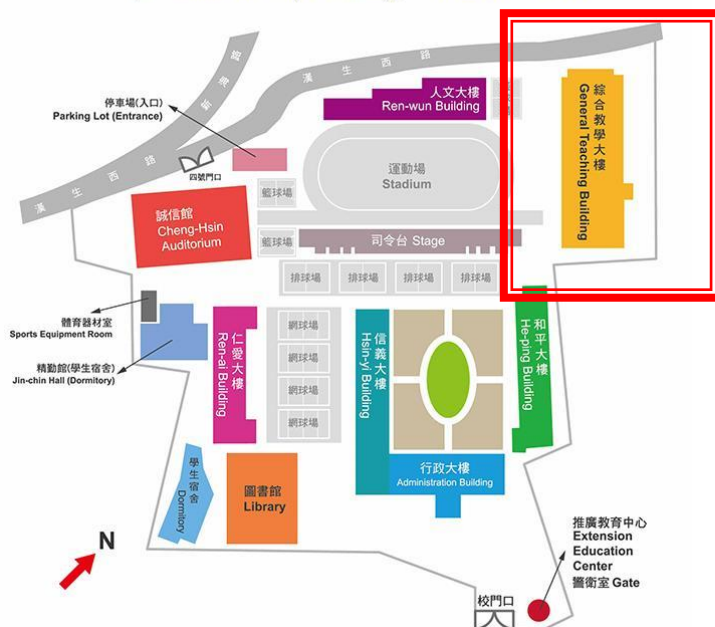 新海路
漢生西路
漢生西路
停車場(入口)
Parking Lot (Entrance)
四號門口
人文大樓
Ren-wun Building
綜合教學大樓
General Teaching Building
運動場
Stadium
籃球場
誠信館
Cheng-Hsin
Auditorium
籃球場
司令台 Stage
排球場
排球場
排球場
排球場
體育器材室
Sports Equipment Room
精勤館(學生宿舍)
Jin-chin Hall (Dormitory)
仁愛大樓
Ren-ai Building
網球場
網球場
網球場
網球場
信義大樓
Hsin-yi Building
和平大樓
He-ping Building
學生宿舍
Dormitory
圖書館
Library
行政大樓
Administration Building
N
推廣教育中心
Extension
Education
Center
警衛室 Gate
校門口